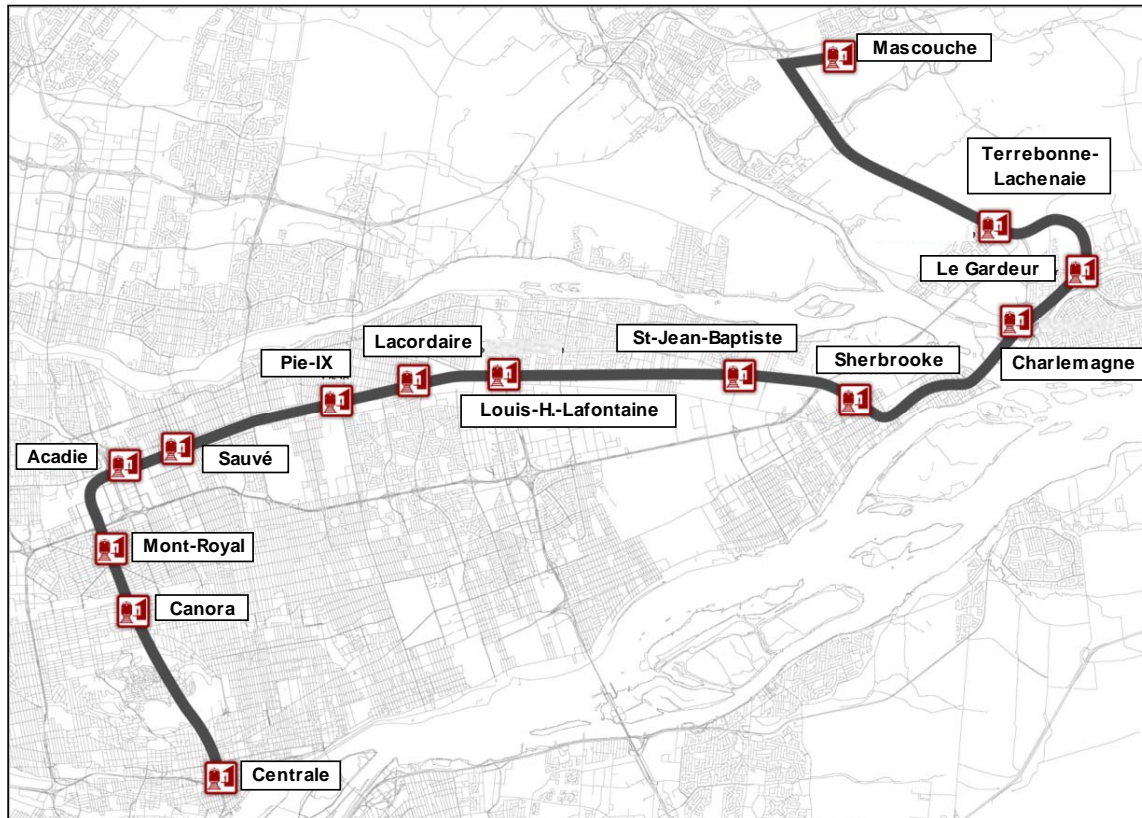 Mascouche
Terrebonne-
Lachenaie
Le Gardeur
Lacordaire
St-Jean-Baptiste
Pie-IX
Sherbrooke
Charlemagne
Louis-H.-Lafontaine
Acadie
Sauvé
Mont-Royal
Canora
Centrale